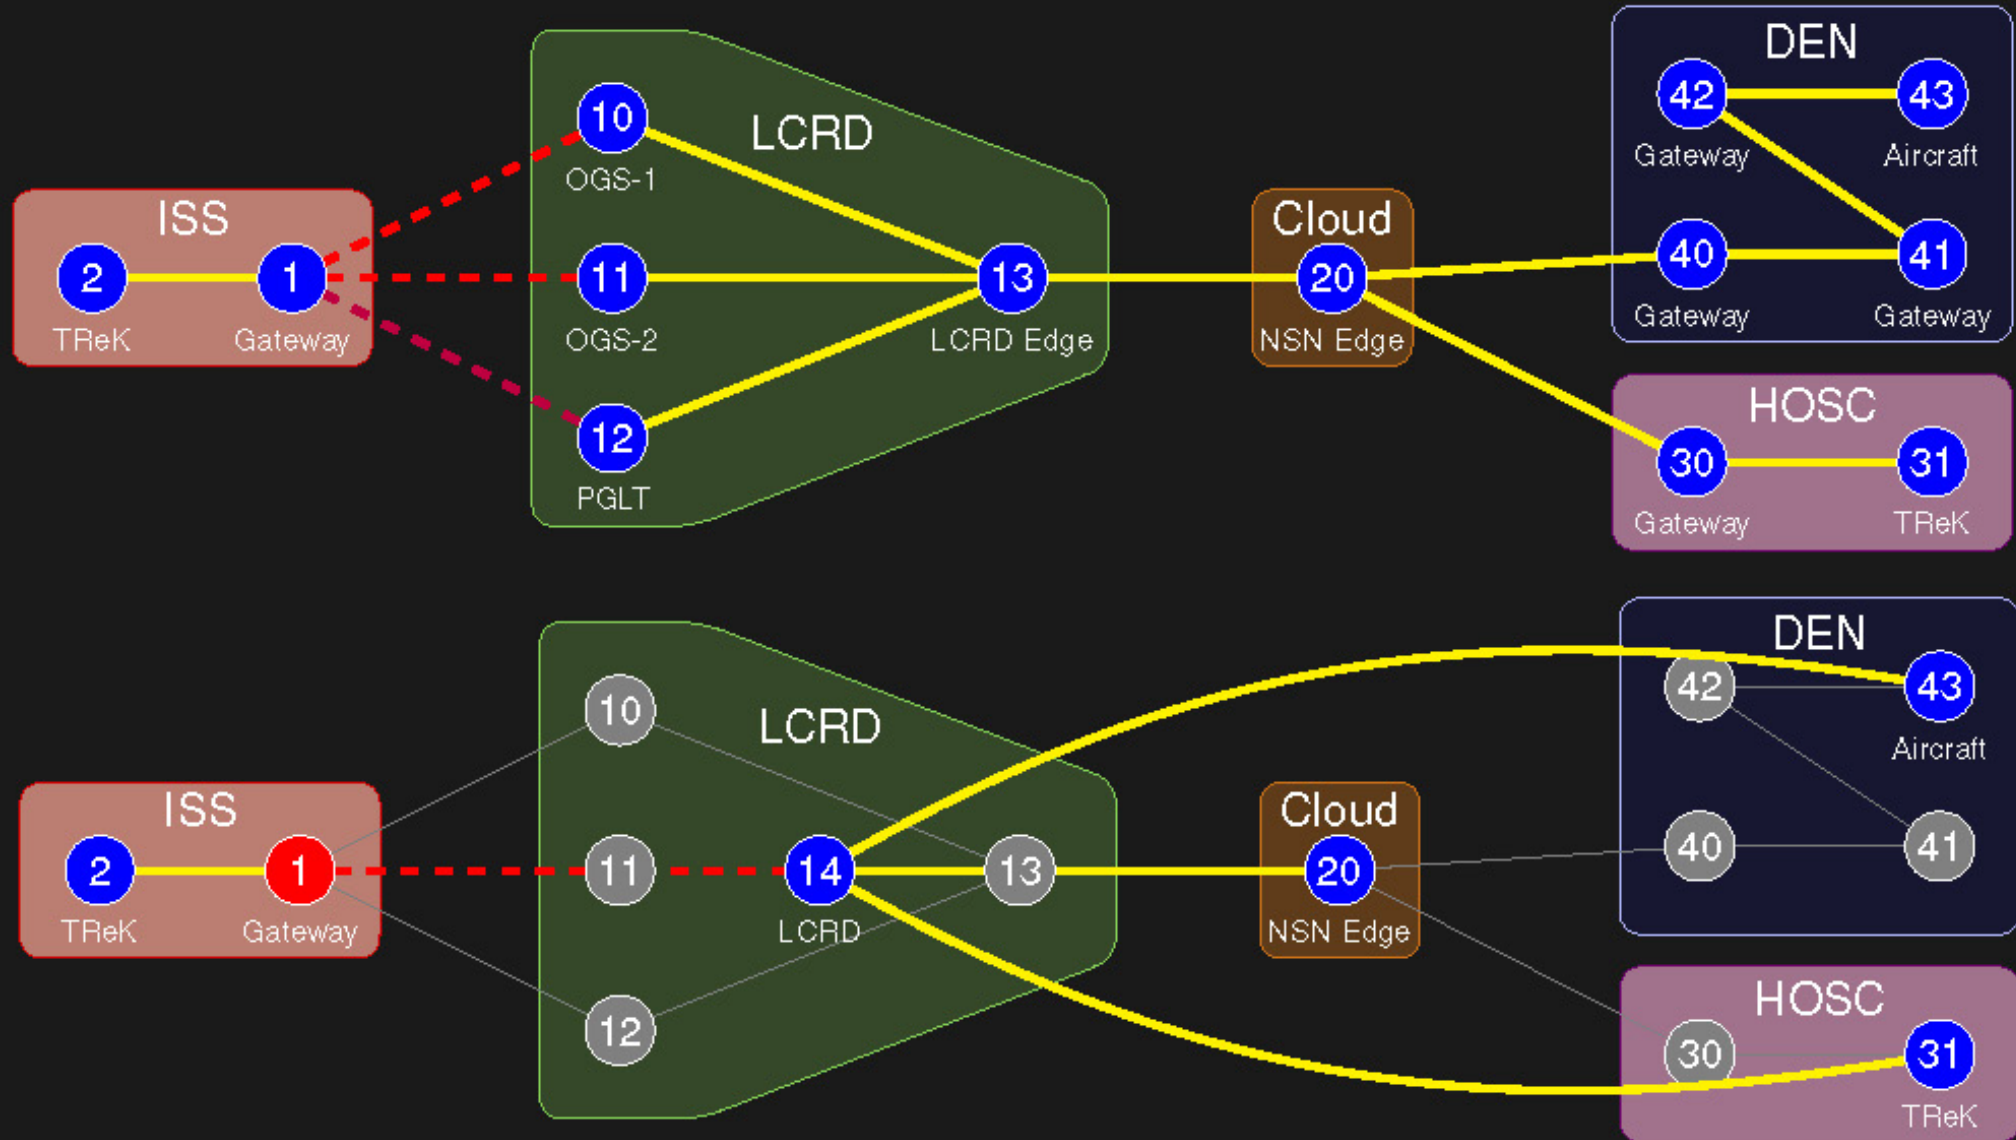 DEN
42
43
Gateway
Aircraft
10
LCRD
OGS-1
ISS
Cloud
2
1
11
13
20
40
41
TReK
Gateway
OGS-2
LCRD Edge
NSN Edge
Gateway
Gateway
12
PGLT
HOSC
30
31
Gateway
TReK
DEN
42
43
Aircraft
10
LCRD
ISS
Cloud
2
1
11
14
13
20
40
41
TReK
Gateway
LCRD
NSN Edge
12
HOSC
30
31
TReK